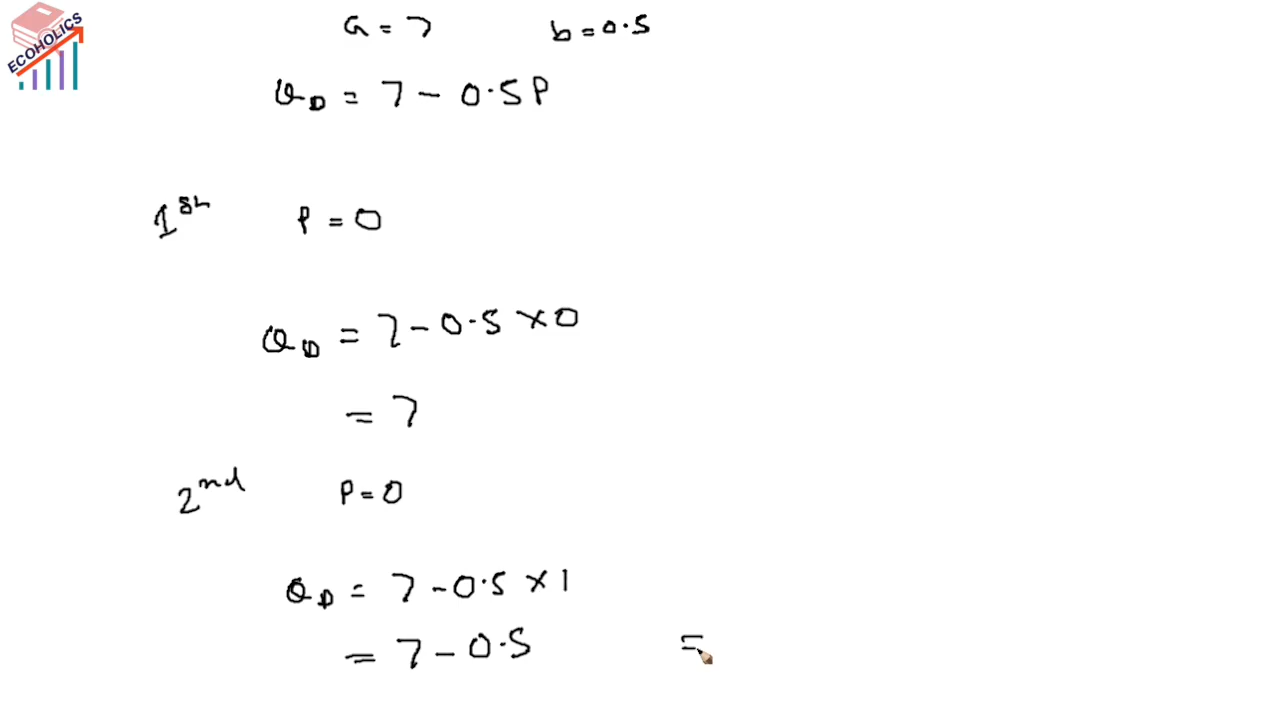 ECOHOLICS
a = 7 b = 0.5
QD = 7 - 0.5P
1st P = 0
QD = 7 - 0.5 × 0
= 7
2nd P = 0
QD = 7 - 0.5 × 1
= 7 - 0.5 =